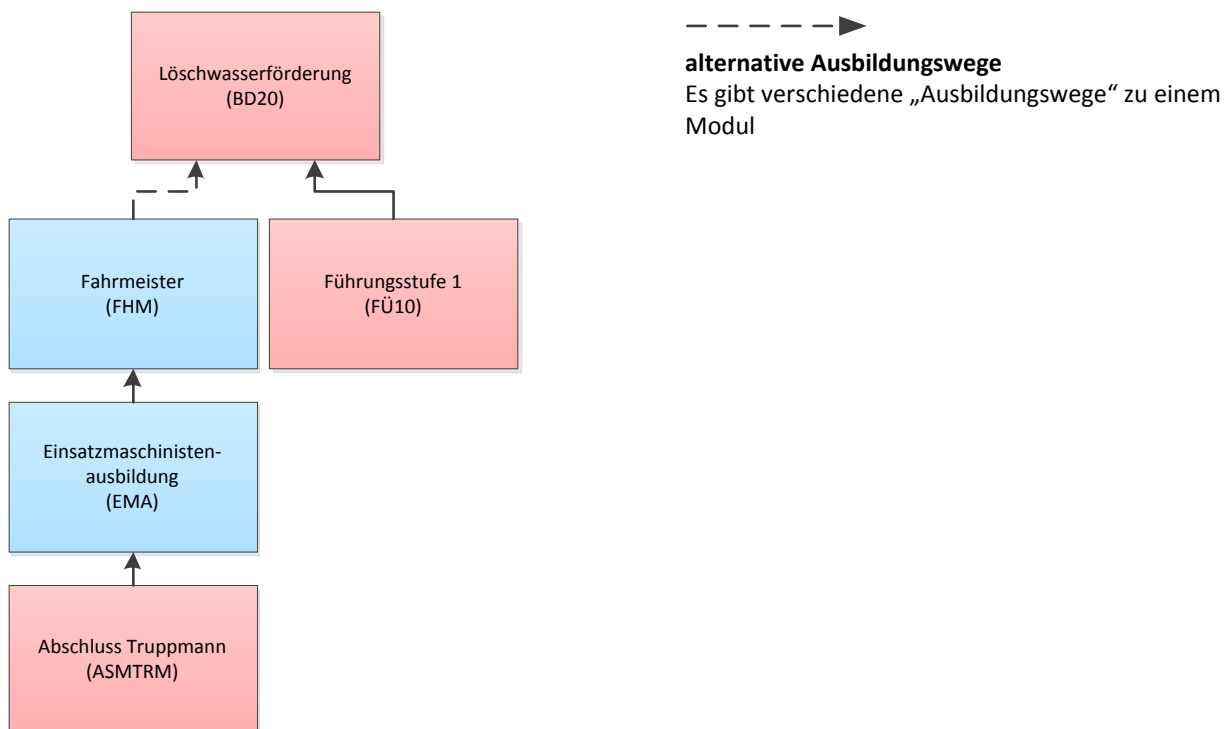 Löschwasserförderung
(BD20)
alternative Ausbildungswege
Es gibt verschiedene „Ausbildungswege“ zu einem
Modul
Fahrmeister
(FHM)
Führungsstufe 1
(FÜ10)
Einsatzmaschinisten-
ausbildung
(EMA)
Abschluss Truppmann
(ASMTRM)